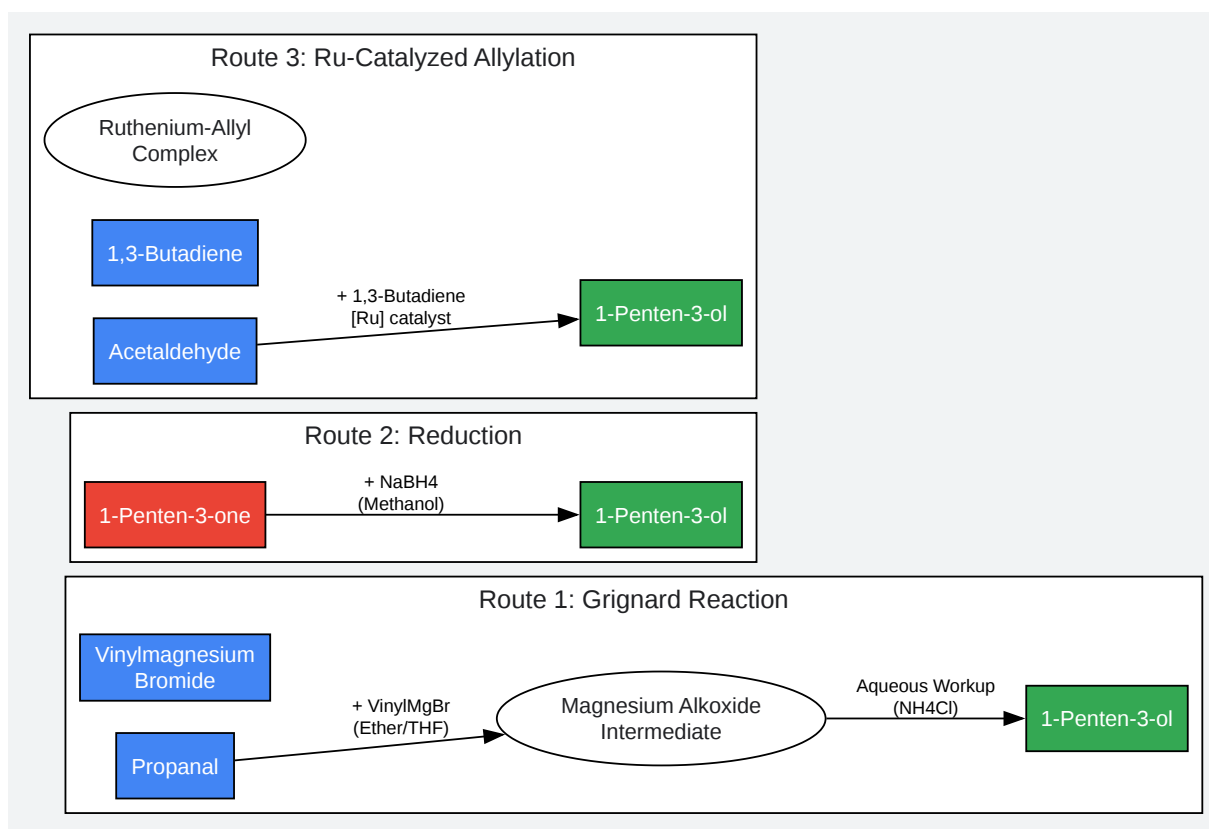 Route 3: Ru-Catalyzed Allylation
Ruthenium-Allyl
Complex
1,3-Butadiene
+ 1,3-Butadiene
[Ru] catalyst
1-Penten-3-ol
Acetaldehyde
Route 2: Reduction
+ NaBH4
(Methanol)
1-Penten-3-one
1-Penten-3-ol
Route 1: Grignard Reaction
Vinylmagnesium
Bromide
+ VinylMgBr
(Ether/THF)
Propanal
Magnesium Alkoxide
Intermediate
Aqueous Workup
(NH4Cl)
1-Penten-3-ol